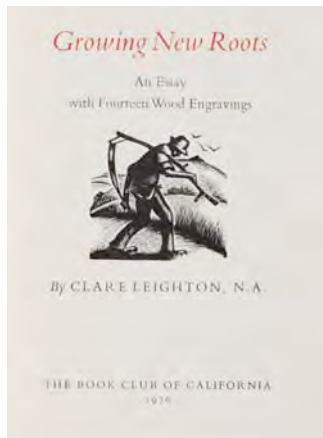 Growing New Roots
An Essay
with Fourteen Wood Engravings
By CLARE LEIGHTON, N.A.
THE BOOK CLUB OF CALIFORNIA
1976